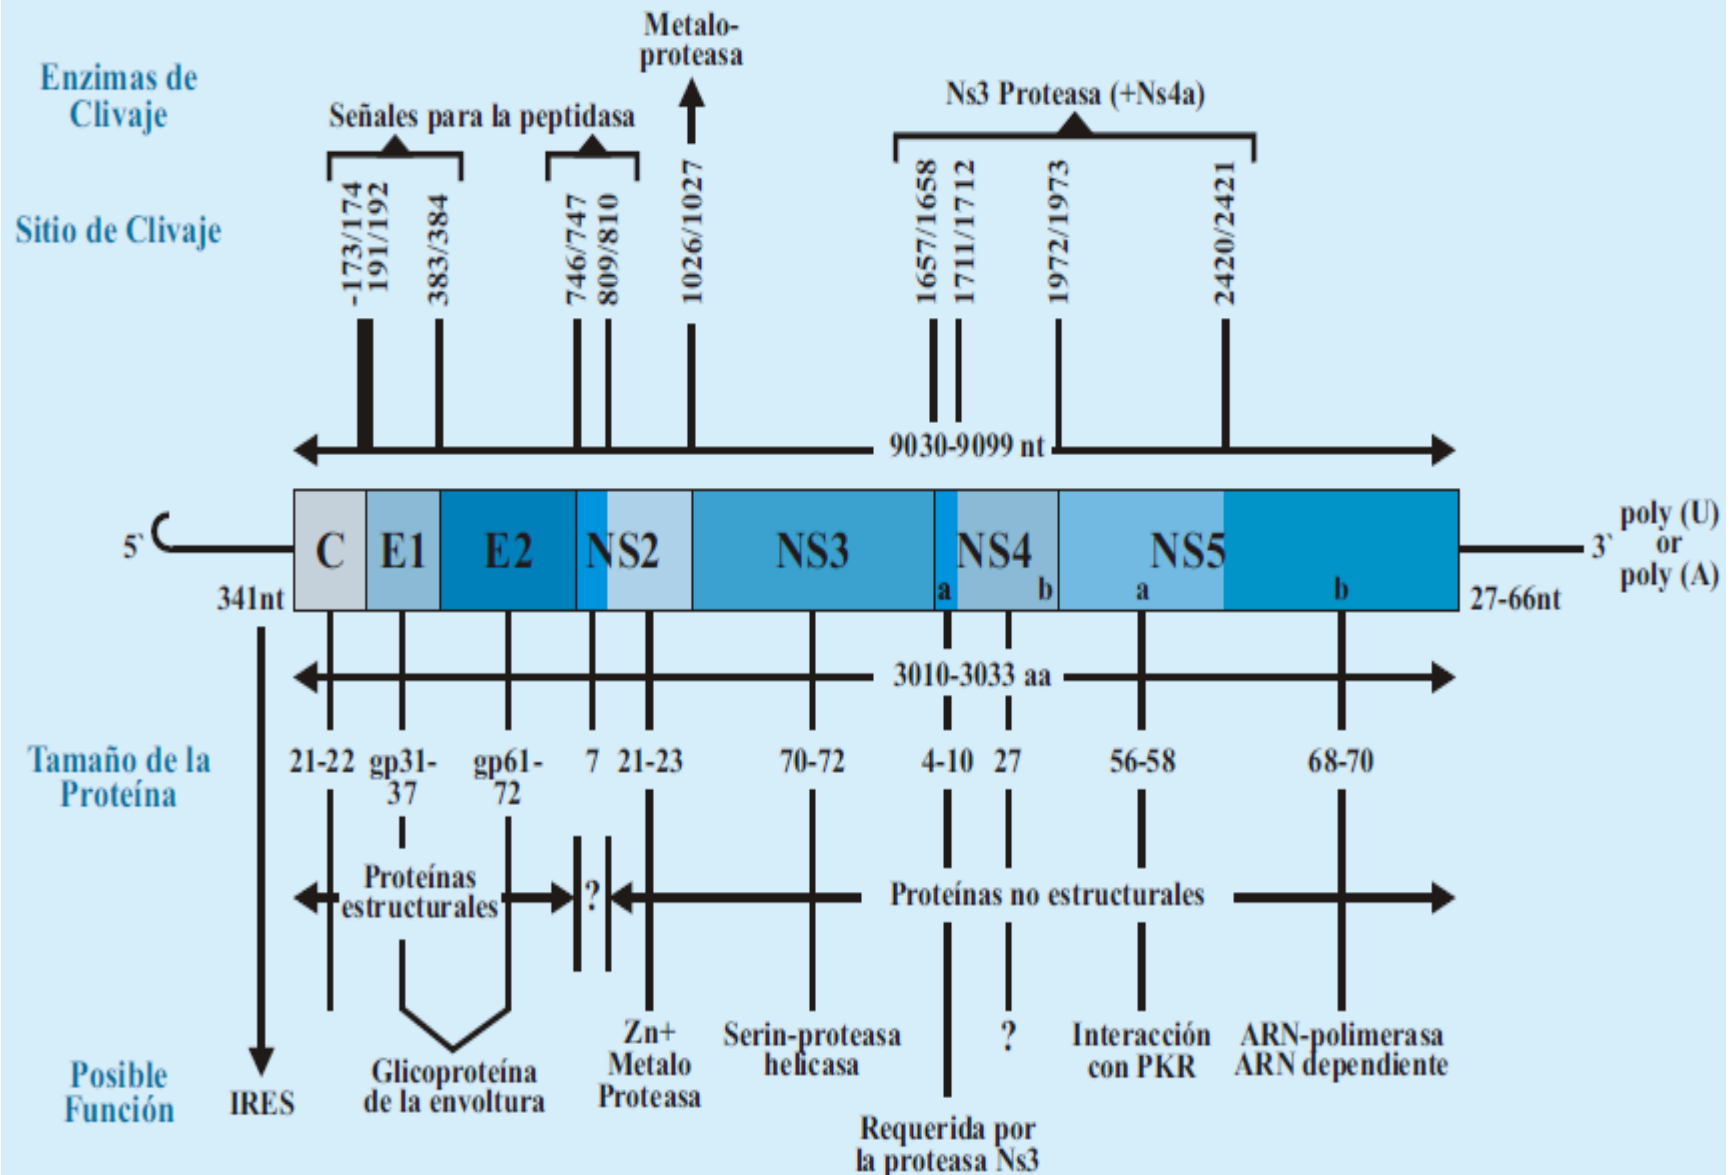 Metalo-
proteasa
Enzimas de
Clivaje
Señales para la peptidasa
Ns3 Proteasa (+Ns4a)
Sitio de Clivaje
-173/174
191/192
383/384
746/747
809/810
1026/1027
1657/1658
1711/1712
1972/1973
2420/2421
9030-9099 nt
5`
C
E1
E2
NS2
NS3
NS4
a
b
NS5
a
b
3`
poly (U)
or
poly (A)
341nt
27-66nt
3010-3033 aa
Tamaño de la
Proteína
21-22
gp31-
37
gp61-
72
7
21-23
70-72
4-10
27
56-58
68-70
Proteínas
estructurales
?
Proteínas no estructurales
Posible
Función
IRES
Glicoproteína
de la envoltura
Zn+
Metalo
Proteasa
Serin-proteasa
helicasa
Requerida por
la proteasa Ns3
?
Interacción
con PKR
ARN-polimerasa
ARN dependiente